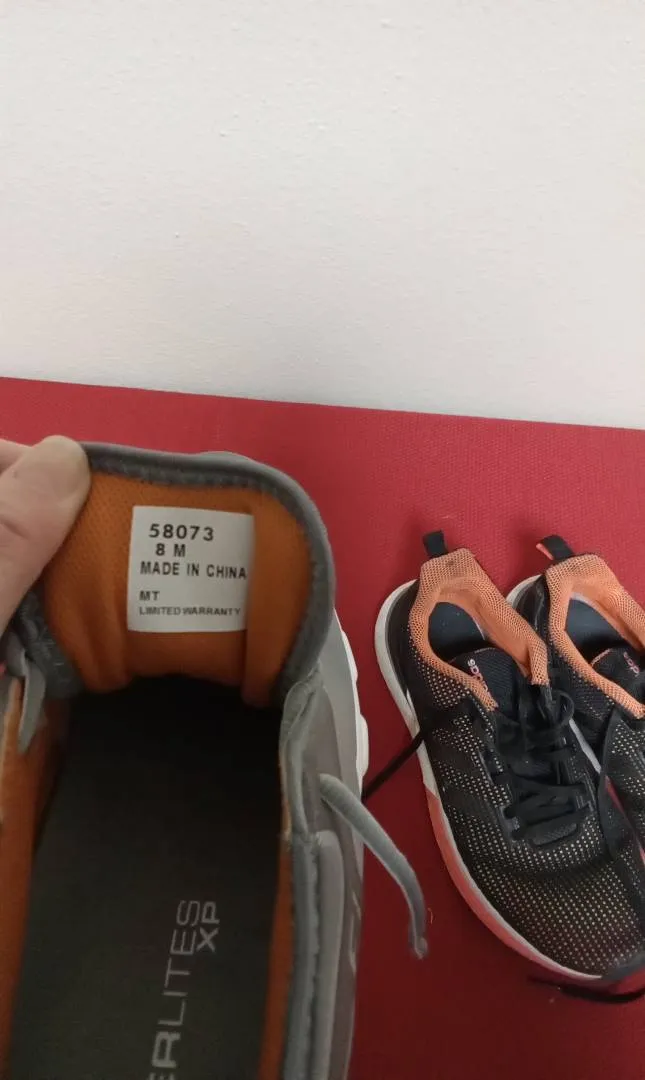 58073
8 M
MADE IN CHINA
MT
LIMITED WARRANTY
ERLITES
XP